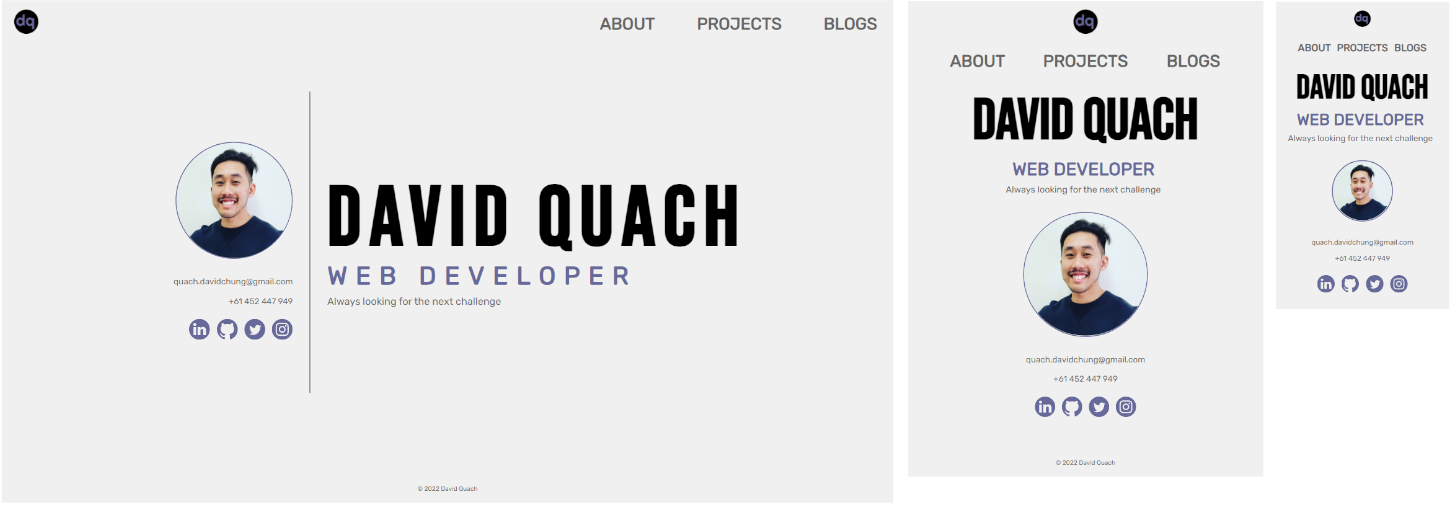 dq
ABOUT PROJECTS BLOGS
quach.davidchung@gmail.com
+61 452 447 949
in
DAVID QUACH
WEB DEVELOPER
Always looking for the next challenge
© 2022 David Quach
dq
ABOUT PROJECTS BLOGS
DAVID QUACH
WEB DEVELOPER
Always looking for the next challenge
quach.davidchung@gmail.com
+61 452 447 949
in
© 2022 David Quach
dq
ABOUT PROJECTS BLOGS
DAVID QUACH
WEB DEVELOPER
Always looking for the next challenge
quach.davidchung@gmail.com
+61 452 447 949
in